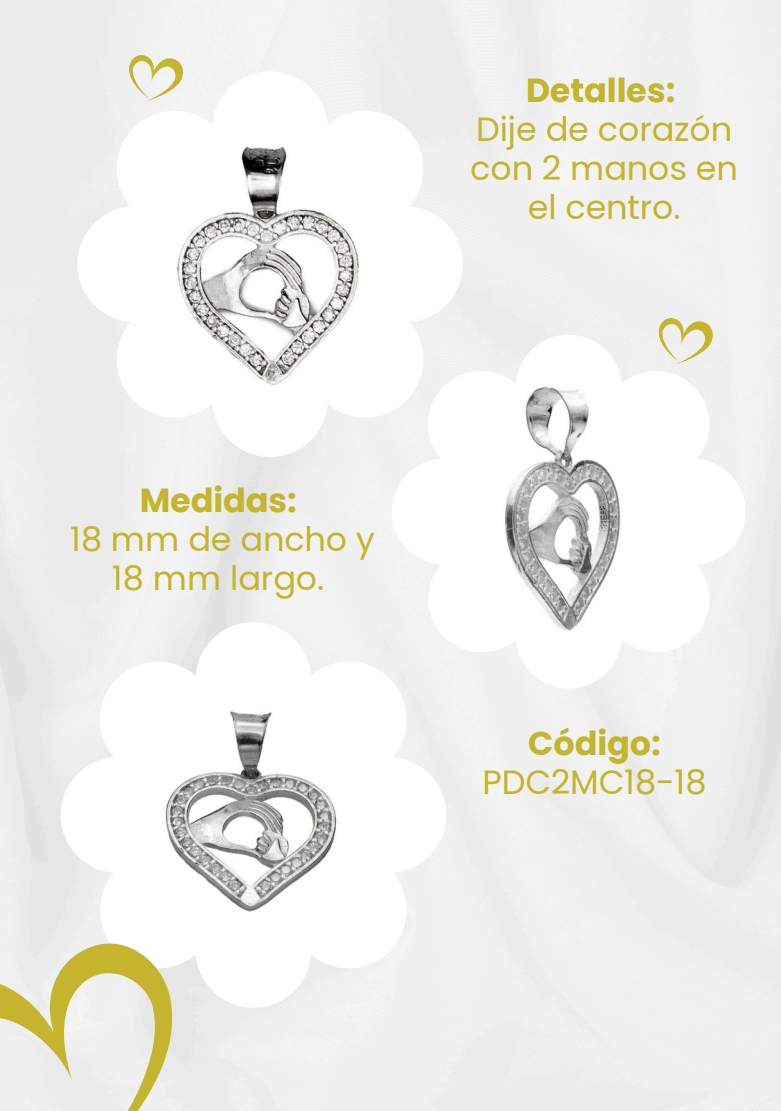 Detalles:
Dije de corazón
con 2 manos en
el centro.
Medidas:
18 mm de ancho y
18 mm largo.
Código:
PDC2MC18-18